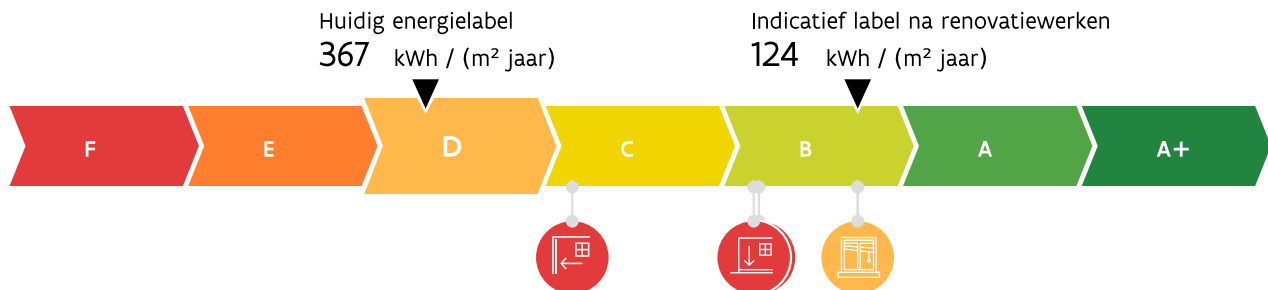 Huidig energielabel
367 kWh / (m² jaar)
Indicatief label na renovatiewerken
124 kWh / (m² jaar)
F E D C B A A+